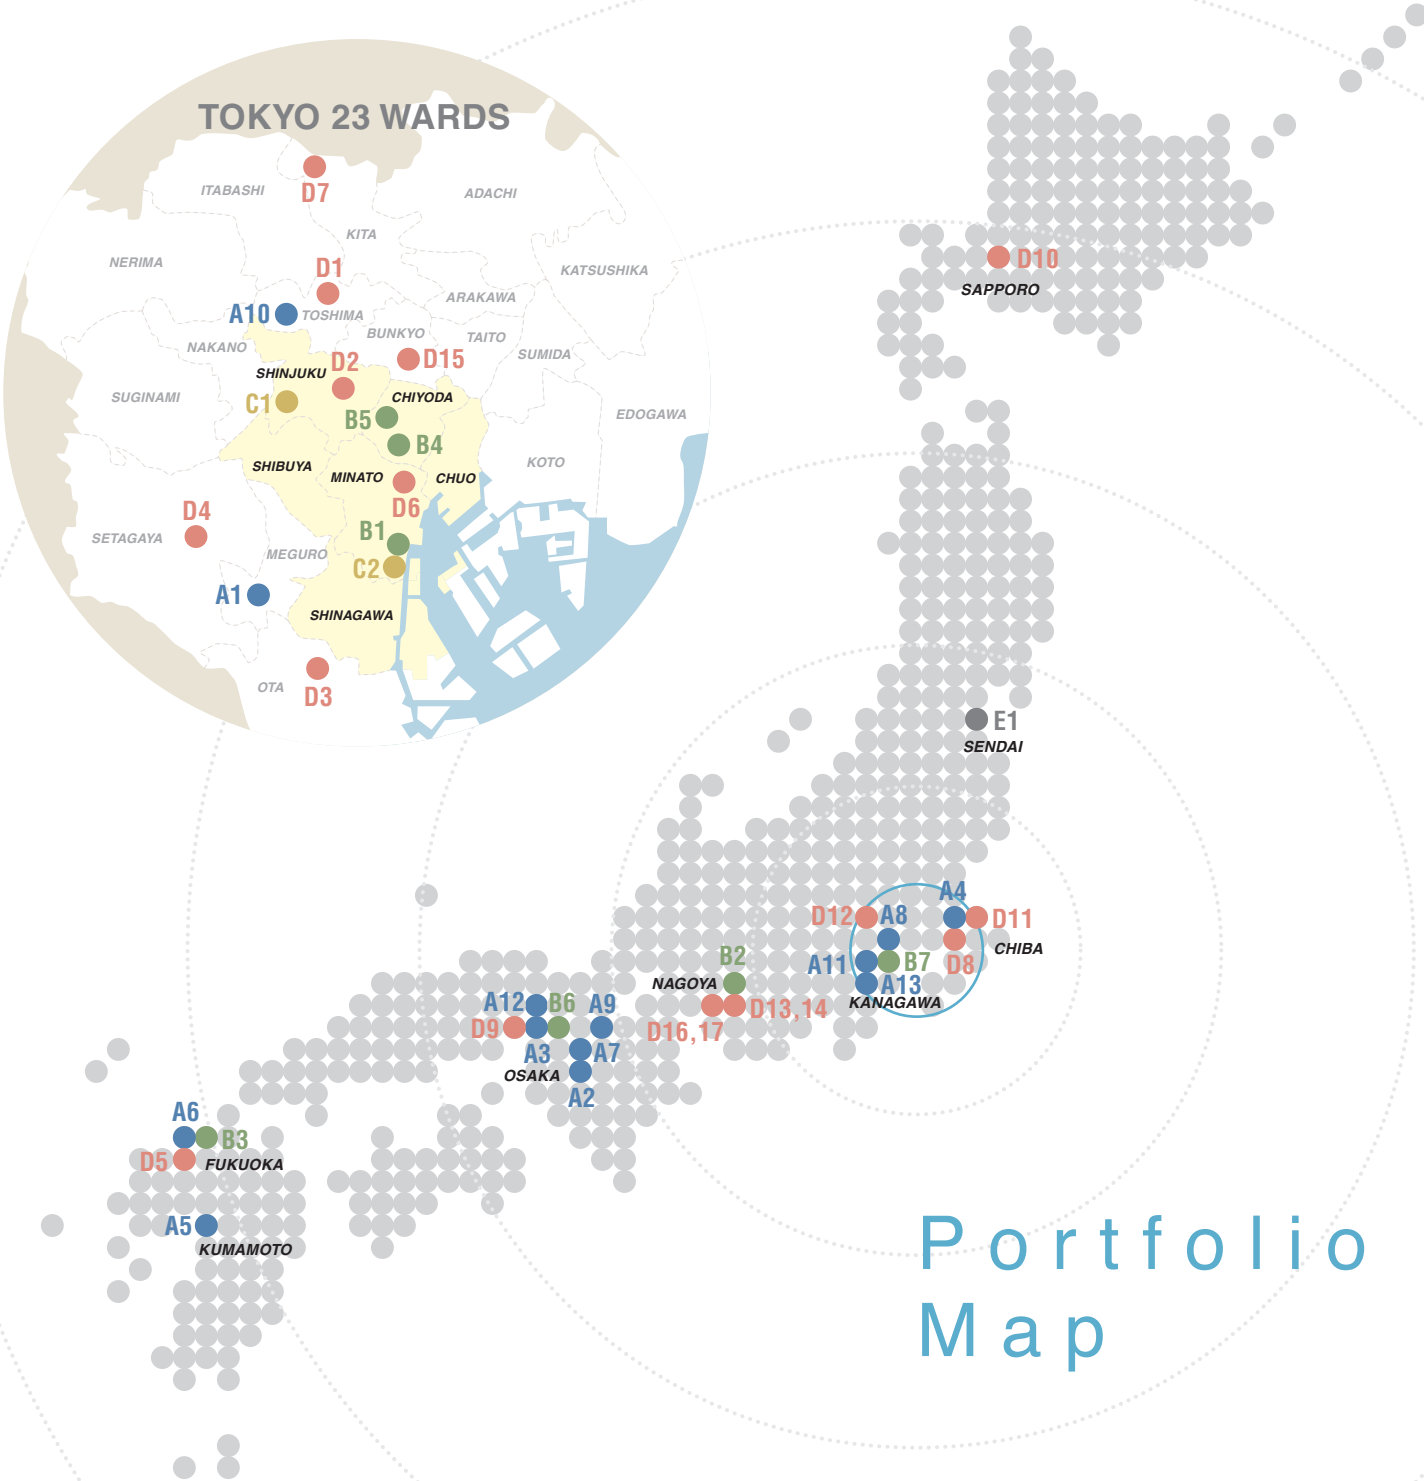 TOKYO 23 WARDS
ITABASHI
D7
ADACHI
KITA
NERIMA
D1
KATSUSHIKA
ARAKAWA
A10
TOSHIMA
BUNKYO
TAITO
NAKANO
SUMIDA
D2
D15
SHINJUKU
SUGINAMI
C1
CHIYODA
B5
EDOGAWA
B4
KOTO
SHIBUYA
MINATO
CHUO
D6
D4
SETAGAYA
B1
MEGURO
C2
A1
SHINAGAWA
OTA
D3
D10
SAPPORO
E1
SENDAI
A4
D12
A8
D11
CHIBA
B2
A11
B7
D8
NAGOYA
A13
KANAGAWA
A12
B6
A9
D13,14
D9
D16,17
A3
A7
OSAKA
A2
A6
B3
D5
FUKUOKA
A5
KUMAMOTO
Portfolio
Map